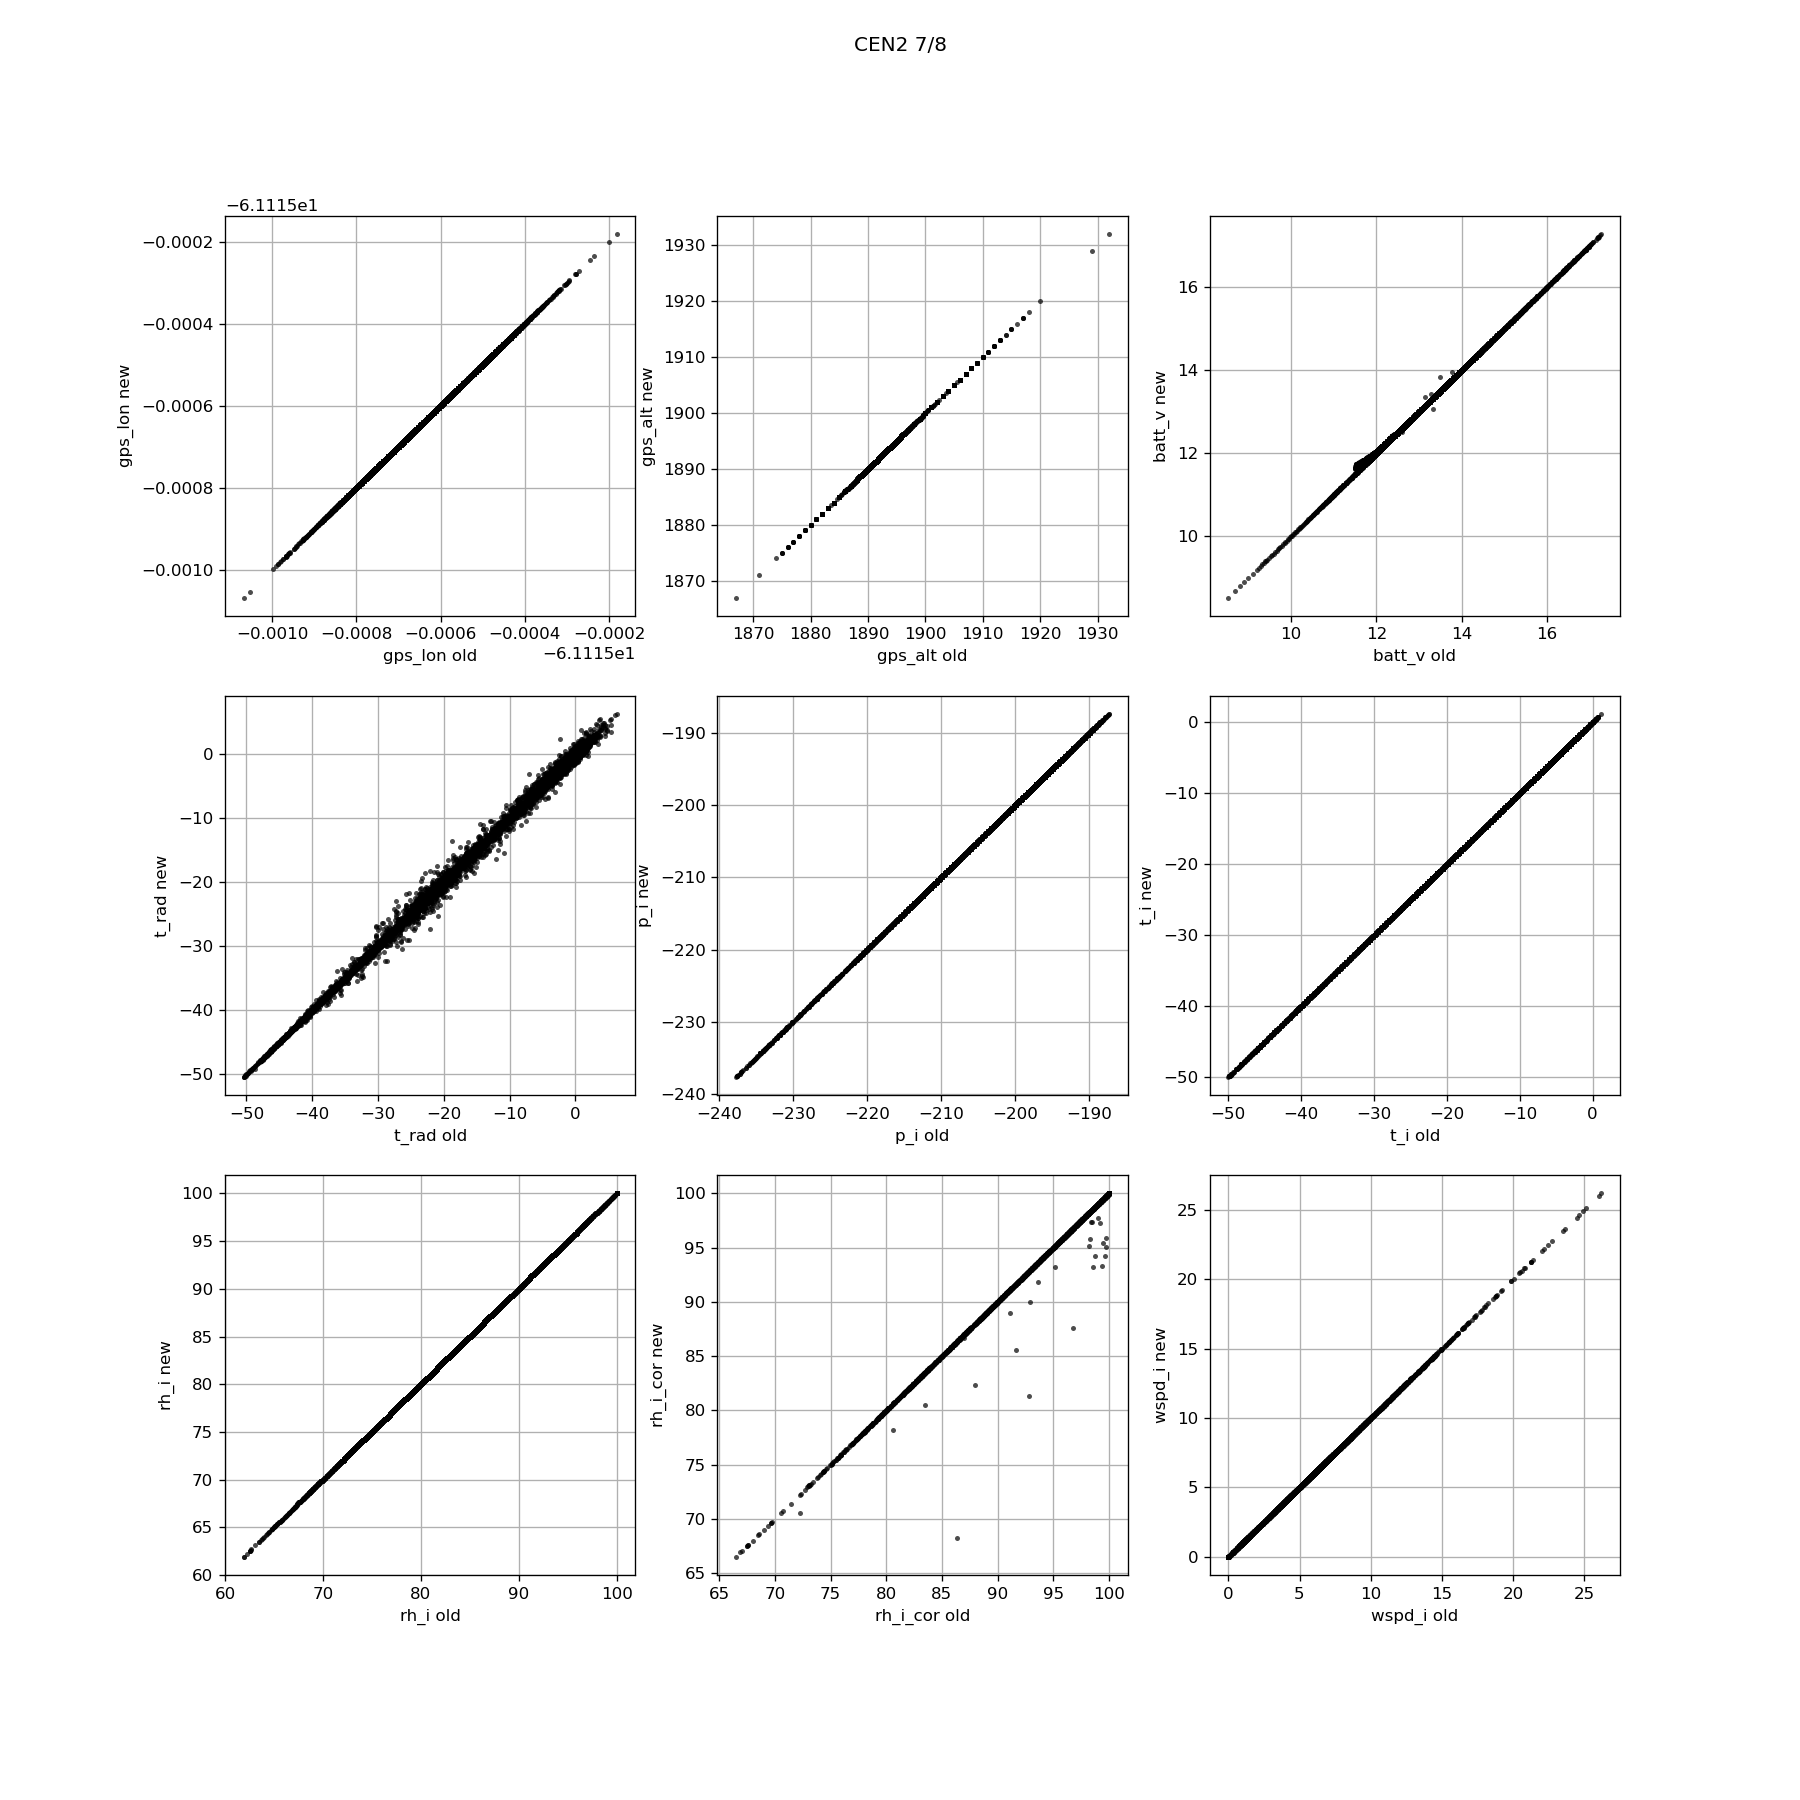 CEN2 7/8
−6.1115e1
−0.0002
−0.0004
−0.0006
−0.0008
−0.0010
gps_lon new
−0.0010 −0.0008 −0.0006 −0.0004 −0.0002
gps_lon old
−6.1115e1
1930
1920
1910
1900
1890
1880
1870
gps_alt new
1870 1880 1890 1900 1910 1920 1930
gps_alt old
16
14
12
10
batt_v new
10 12 14 16
batt_v old
0
−10
−20
−30
−40
−50
t_rad new
−50 −40 −30 −20 −10 0
t_rad old
−190
−200
−210
−220
−230
−240
p_i new
−240 −230 −220 −210 −200 −190
p_i old
0
−10
−20
−30
−40
−50
t_i new
−50 −40 −30 −20 −10 0
t_i old
100
95
90
85
80
75
70
65
60
rh_i new
60 70 80 90 100
rh_i old
100
95
90
85
80
75
70
65
rh_i_cor new
65 70 75 80 85 90 95 100
rh_i_cor old
25
20
15
10
5
0
wspd_i new
0 5 10 15 20 25
wspd_i old